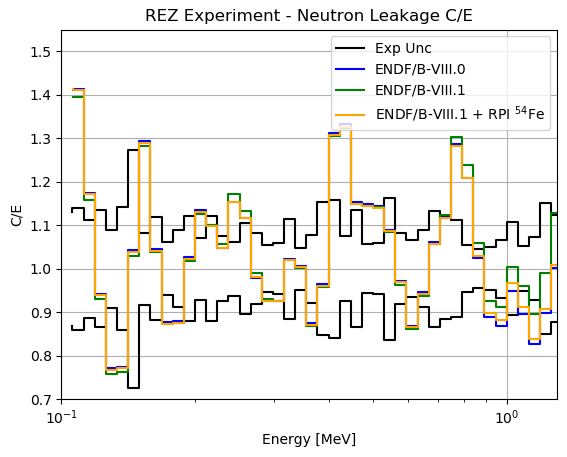 REZ Experiment - Neutron Leakage C/E
Exp Unc
ENDF/B-VIII.0
ENDF/B-VIII.1
ENDF/B-VIII.1 + RPI ⁵⁴Fe
C/E
1.5
1.4
1.3
1.2
1.1
1.0
0.9
0.8
0.7
10⁻¹
10⁰
Energy [MeV]